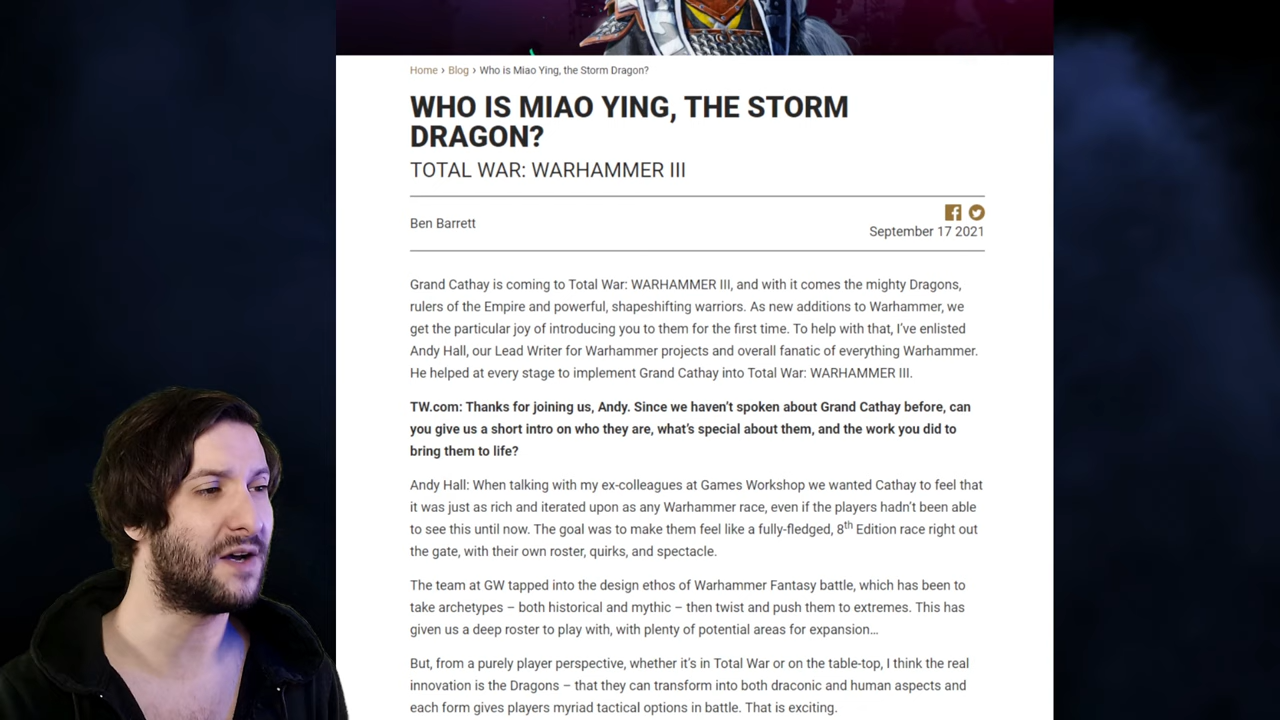 Home › Blog › Who is Miao Ying, the Storm Dragon?
WHO IS MIAO YING, THE STORM
DRAGON?
TOTAL WAR: WARHAMMER III
Ben Barrett
September 17 2021
Grand Cathay is coming to Total War: WARHAMMER III, and with it comes the mighty Dragons,
rulers of the Empire and powerful, shapeshifting warriors. As new additions to Warhammer, we
get the particular joy of introducing you to them for the first time. To help with that, I’ve enlisted
Andy Hall, our Lead Writer for Warhammer projects and overall fanatic of everything Warhammer.
He helped at every stage to implement Grand Cathay into Total War: WARHAMMER III.
TW.com: Thanks for joining us, Andy. Since we haven’t spoken about Grand Cathay before, can
you give us a short intro on who they are, what’s special about them, and the work you did to
bring them to life?
Andy Hall: When talking with my ex-colleagues at Games Workshop we wanted Cathay to feel that
it was just as rich and iterated upon as any Warhammer race, even if the players hadn’t been able
to see this until now. The goal was to make them feel like a fully-fledged, 8th Edition race right out
the gate, with their own roster, quirks, and spectacle.
The team at GW tapped into the design ethos of Warhammer Fantasy battle, which has been to
take archetypes – both historical and mythic – then twist and push them to extremes. This has
given us a deep roster to play with, with plenty of potential areas for expansion…
But, from a purely player perspective, whether it’s in Total War or on the table-top, I think the real
innovation is the Dragons – that they can transform into both draconic and human aspects and
each form gives players myriad tactical options in battle. That is exciting.